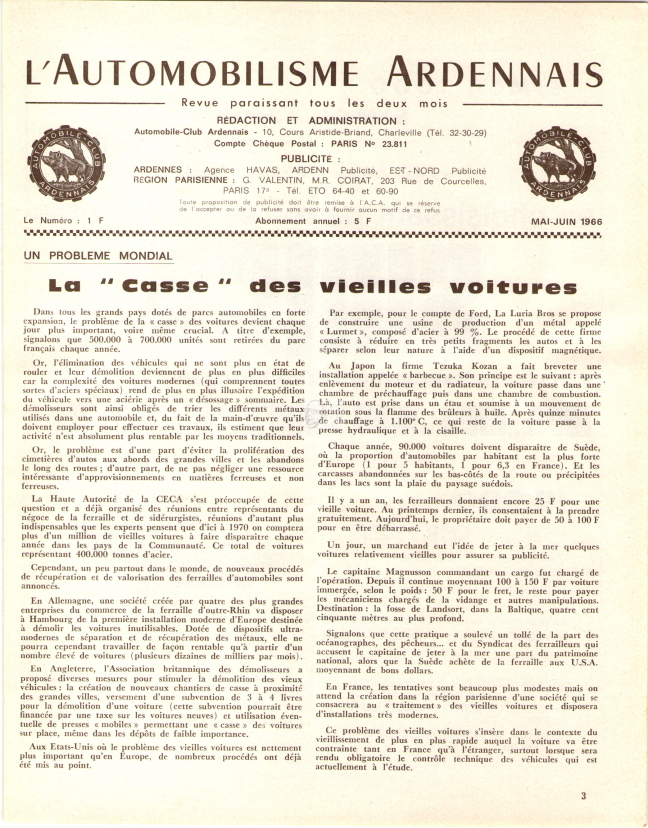 L'AUTOMOBILISME ARDENNAIS
Revue paraissant tous les deux mois
RÉDACTION ET ADMINISTRATION :
Automobile-Club Ardennais - 10, Cours Aristide-Briand, Charleville (Tél. 32-30-29)
Compte Chèque Postal : PARIS No 23.811
PUBLICITÉ :
ARDENNES : Agence HAVAS, ARDENN Publicité, EST-NORD Publicité
REGION PARISIENNE : G. VALENTIN, M.R. COIRAT, 203 Rue de Courcelles,
PARIS 17o - Tél. ETO 64-40 et 60-90
Toute proposition de publicité doit être remise à l'A.C.A. qui se réserve
de l'accepter ou de la refuser sans avoir à fournir aucun motif de ce refus
AUTOMOBILE-CLUB
ARDENNAIS
AUTOMOBILE-CLUB
ARDENNAIS
Le Numéro : 1 F
Abonnement annuel : 5 F
MAI-JUIN 1966
UN PROBLEME MONDIAL
La "Casse" des vieilles voitures
Dans tous les grands pays dotés de parcs automobiles en forte
expansion, le problème de la « casse » des voitures devient chaque
jour plus important, voire même crucial. A titre d'exemple,
signalons que 500.000 à 700.000 unités sont retirées du parc
français chaque année.
Or, l'élimination des véhicules qui ne sont plus en état de
rouler et leur démolition deviennent de plus en plus difficiles
car la complexité des voitures modernes (qui comprennent toutes
sortes d'aciers spéciaux) rend de plus en plus illusoire l'expédition
du véhicule vers une aciérie après un « désossage » sommaire. Les
démolisseurs sont ainsi obligés de trier les différents métaux
utilisés dans une automobile et, du fait de la main-d'œuvre qu'ils
doivent employer pour effectuer ces travaux, ils estiment que leur
activité n'est absolument plus rentable par les moyens traditionnels.
Or, le problème est d'une part d'éviter la prolifération des
cimetières d'autos aux abords des grandes villes et les abandons
le long des routes ; d'autre part, de ne pas négliger une ressource
intéressante d'approvisionnements en matières ferreuses et non
ferreuses.
La Haute Autorité de la CECA s'est préoccupée de cette
question et a déjà organisé des réunions entre représentants du
négoce de la ferraille et de sidérurgistes, réunions d'autant plus
indispensables que les experts pensent que d'ici à 1970 on comptera
plus d'un million de vieilles voitures à faire disparaître chaque
année dans les pays de la Communauté. Ce total de voitures
représentant 400.000 tonnes d'acier.
Cependant, un peu partout dans le monde, de nouveaux procédés
de récupération et de valorisation des ferrailles d'automobiles sont
annoncés.
En Allemagne, une société créée par quatre des plus grandes
entreprises du commerce de la ferraille d'outre-Rhin va disposer
à Hambourg de la première installation moderne d'Europe destinée
à démolir les voitures inutilisables. Dotée de dispositifs ultra-
modernes de séparation et de récupération des métaux, elle ne
pourra cependant travailler de façon rentable qu'à partir d'un
nombre élevé de voitures (plusieurs dizaines de milliers par mois).
En Angleterre, l'Association britannique des démolisseurs a
proposé diverses mesures pour stimuler la démolition des vieux
véhicules : la création de nouveaux chantiers de casse à proximité
des grandes villes, versement d'une subvention de 3 à 4 livres
pour la démolition d'une voiture (cette subvention pourrait être
financée par une taxe sur les voitures neuves) et utilisation éven-
tuelle de presses « mobiles » permettant une « casse » des voitures
sur place, même dans les dépôts de faible importance.
Aux Etats-Unis où le problème des vieilles voitures est nettement
plus important qu'en Europe, de nombreux procédés ont déjà
été mis au point.
Par exemple, pour le compte de Ford, La Luria Bros se propose
de construire une usine de production d'un métal appelé
« Lurmet », composé d'acier à 99 %. Le procédé de cette firme
consiste à réduire en très petits fragments les autos et à les
séparer selon leur nature à l'aide d'un dispositif magnétique.
Au Japon la firme Tezuka Kozan a fait breveter une
installation appelée « barbecue ». Son principe est le suivant : après
enlèvement du moteur et du radiateur, la voiture passe dans une
chambre de préchauffage puis dans une chambre de combustion.
Là, l'auto est prise dans un étau et soumise à un mouvement de
rotation sous la flamme des brûleurs à huile. Après quinze minutes
de chauffage à 1.100° C, ce qui reste de la voiture passe à la
presse hydraulique et à la cisaille.
Chaque année, 90.000 voitures doivent disparaître de Suède,
où la proportion d'automobiles par habitant est la plus forte
d'Europe (1 pour 5 habitants, 1 pour 6,3 en France). Et les
carcasses abandonnées sur les bas-côtés de la route ou précipitées
dans les lacs sont la plaie du paysage suédois.
Il y a un an, les ferrailleurs donnaient encore 25 F pour une
vieille voiture. Au printemps dernier, ils consentaient à la prendre
gratuitement. Aujourd'hui, le propriétaire doit payer de 50 à 100 F
pour en être débarrassé.
Un jour, un marchand eut l'idée de jeter à la mer quelques
voitures relativement vieilles pour assurer sa publicité.
Le capitaine Magnusson commandant un cargo fut chargé de
l'opération. Depuis il continue moyennant 100 à 150 F par voiture
immergée, selon le poids : 50 F pour le fret, le reste pour payer
les mécaniciens chargés de la vidange et autres manipulations.
Destination : la fosse de Landsort, dans la Baltique, quatre cent
cinquante mètres au plus profond.
Signalons que cette pratique a soulevé un tollé de la part des
océanographes, des pêcheurs... et du Syndicat des ferrailleurs qui
accusent le capitaine de jeter à la mer une part du patrimoine
national, alors que la Suède achète de la ferraille aux U.S.A.
moyennant de bons dollars.
En France, les tentatives sont beaucoup plus modestes mais on
attend la création dans la région parisienne d'une société qui se
consacrera au « traitement » des vieilles voitures et disposera
d'installations très modernes.
Ce problème des vieilles voitures s'insère dans le contexte du
vieillissement de plus en plus rapide auquel la voiture va être
contrainte tant en France qu'à l'étranger, surtout lorsque sera
rendu obligatoire le contrôle technique des véhicules qui est
actuellement à l'étude.
3